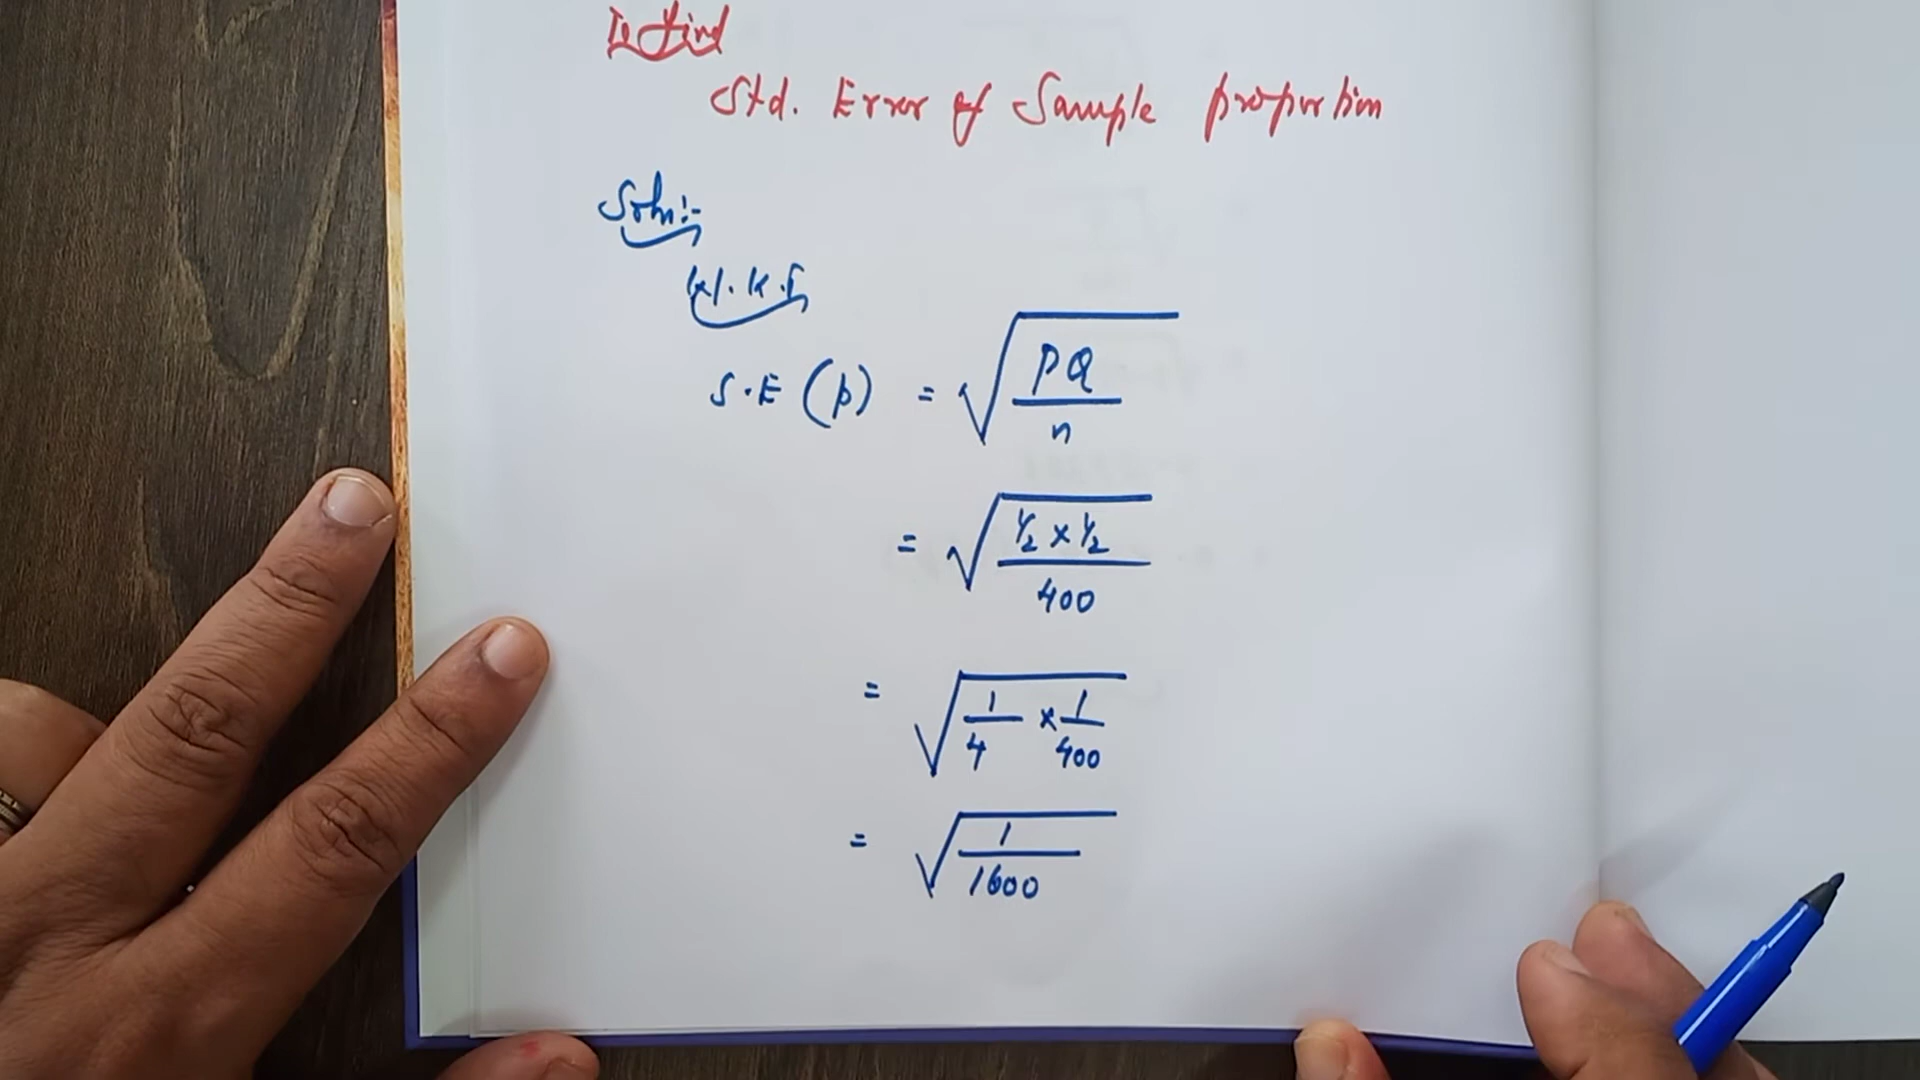 To find
Std. Error of Sample proportion
Soln:-
W.K.T
S.E (p) = √(PQ/n)
= √(1/2 × 1/2 / 400)
= √(1/4 × 1/400)
= √(1/1600)